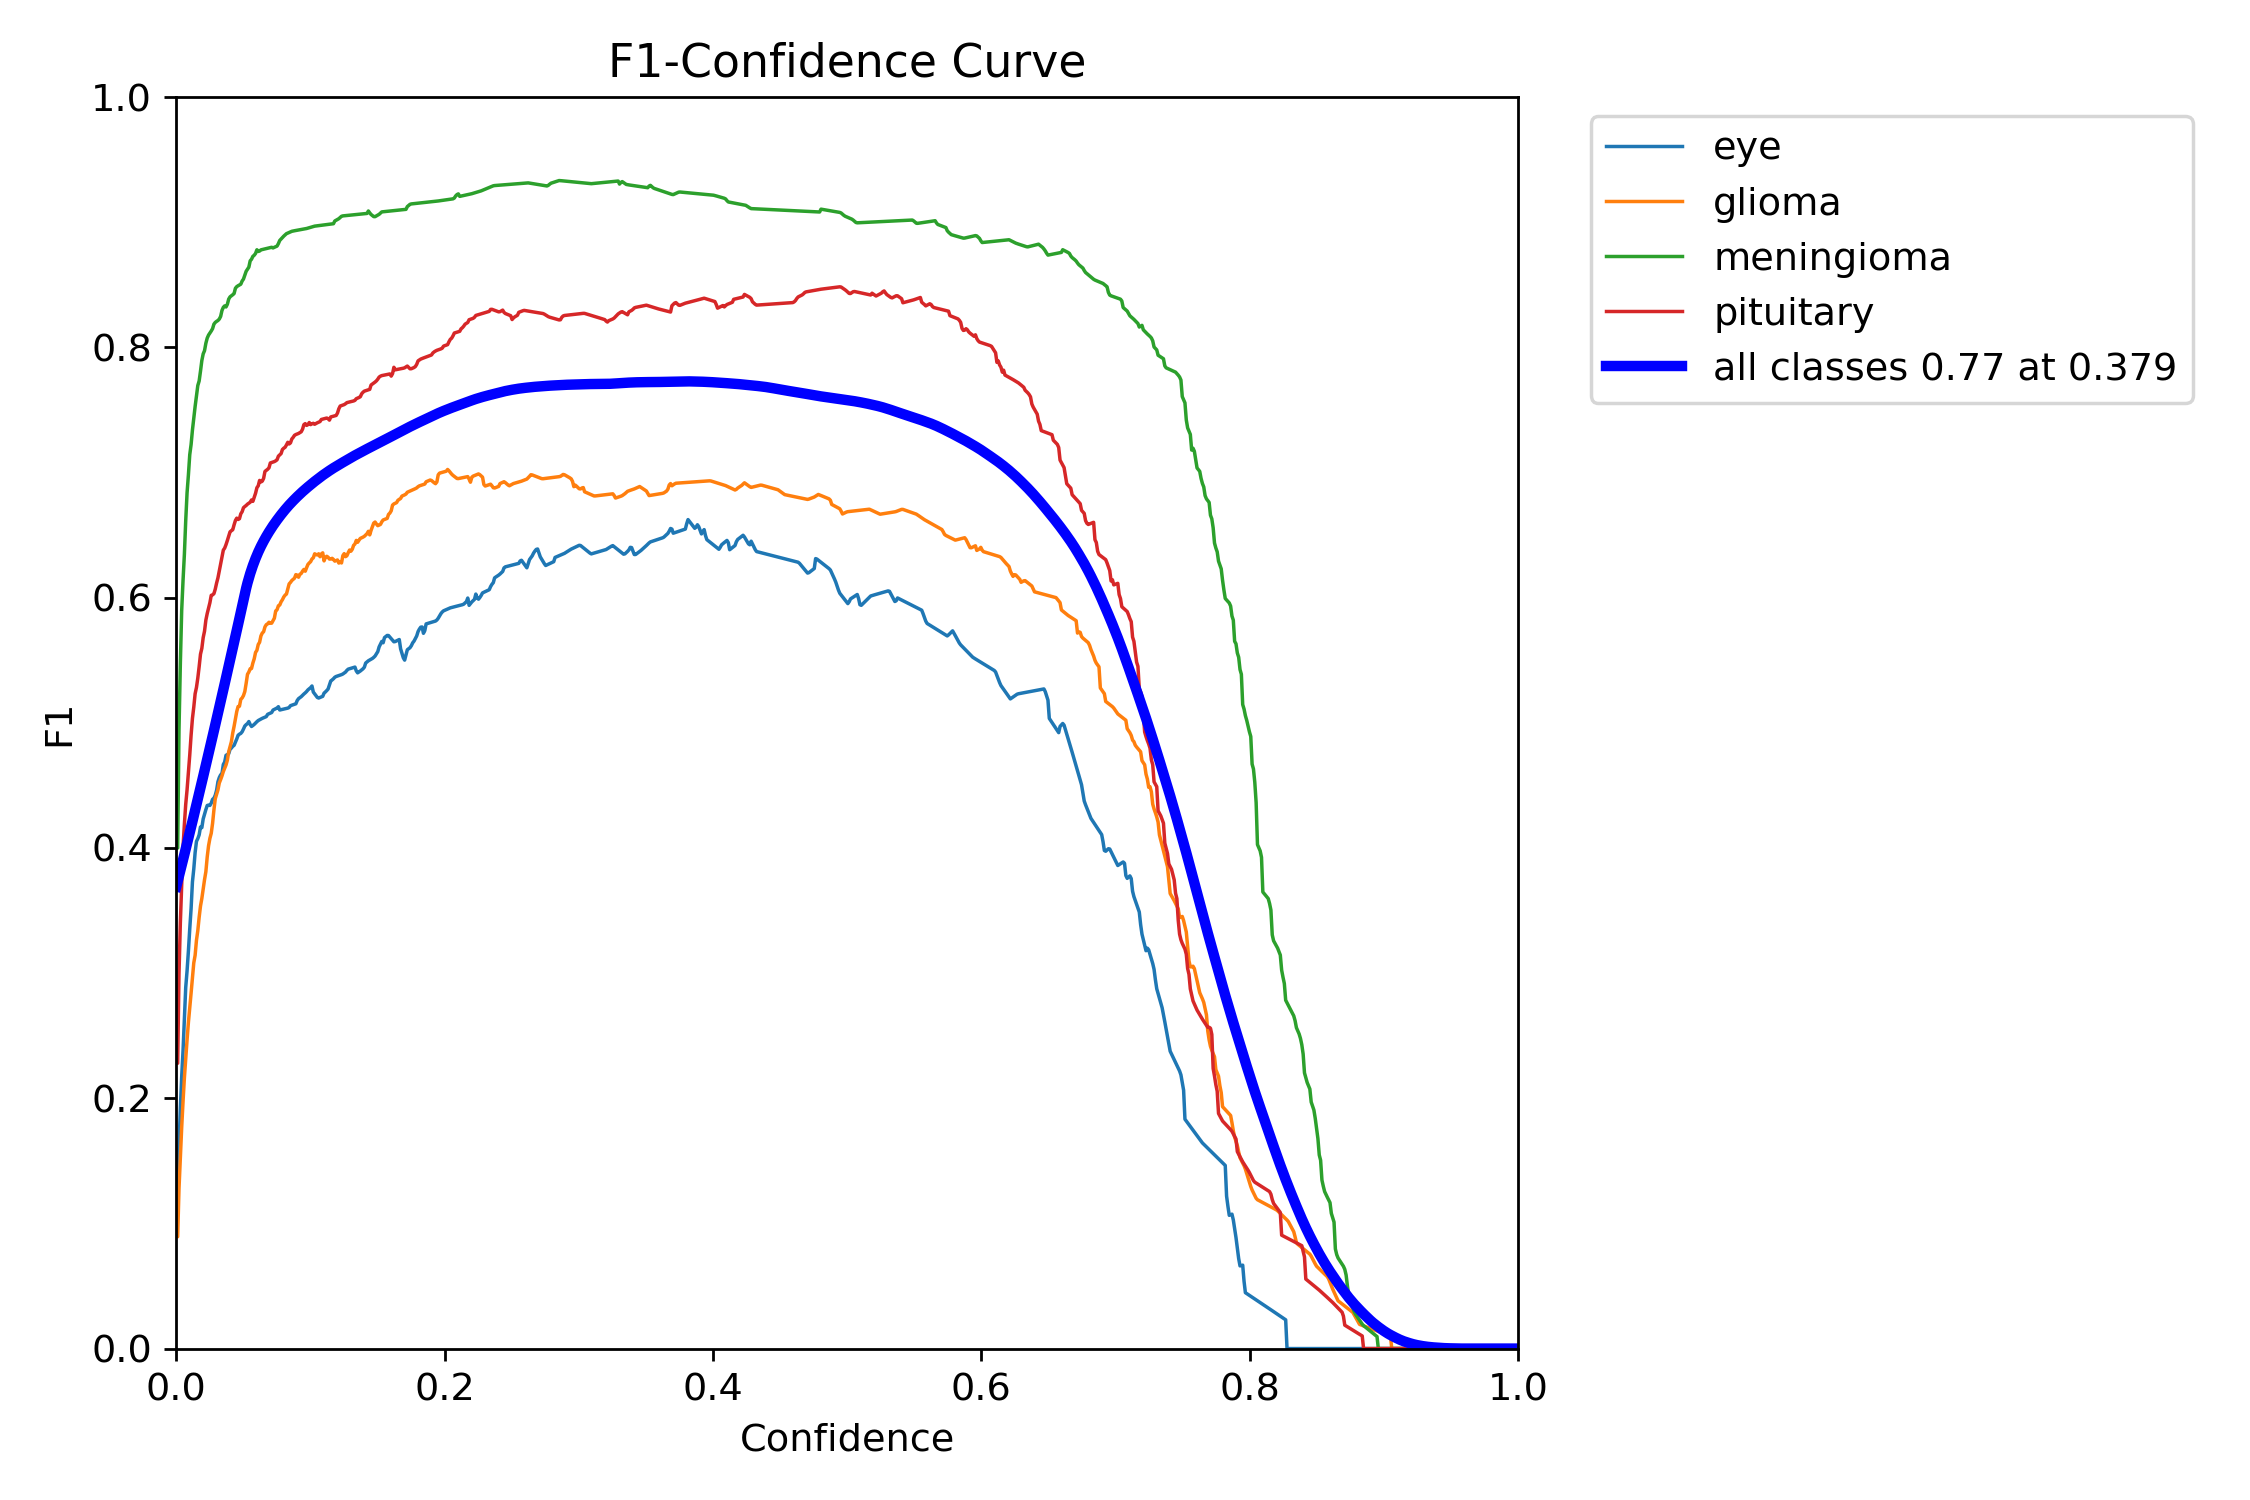 F1-Confidence Curve
1.0
0.8
0.6
0.4
0.2
0.0
F1
0.0 0.2 0.4 0.6 0.8 1.0
Confidence
eye
glioma
meningioma
pituitary
all classes 0.77 at 0.379